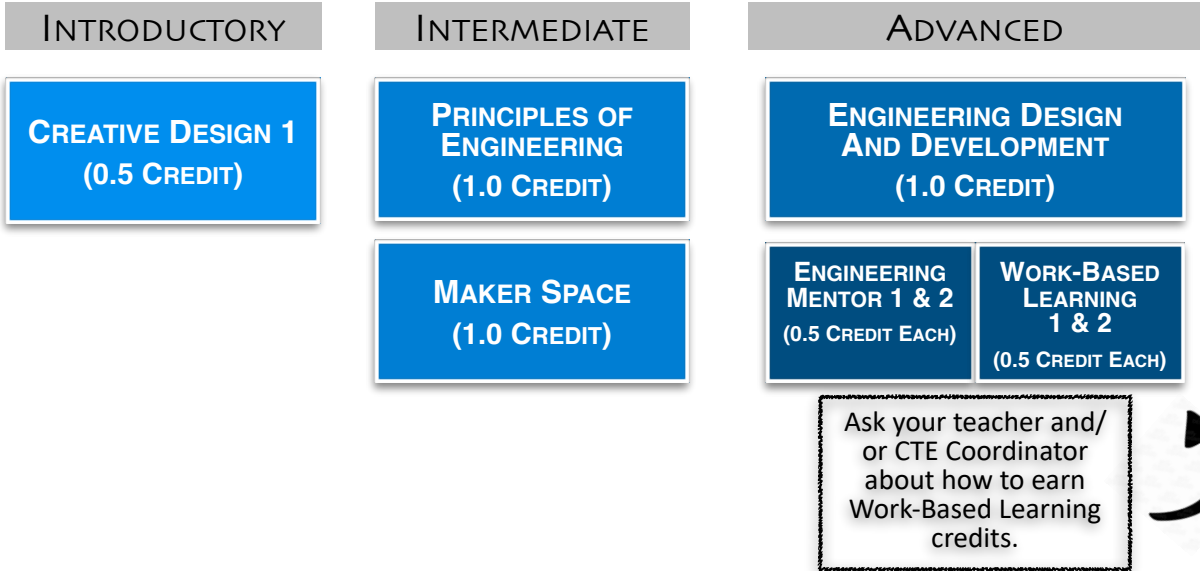 INTRODUCTORY
CREATIVE DESIGN 1
(0.5 CREDIT)
INTERMEDIATE
PRINCIPLES OF
ENGINEERING
(1.0 CREDIT)
MAKER SPACE
(1.0 CREDIT)
ADVANCED
ENGINEERING DESIGN
AND DEVELOPMENT
(1.0 CREDIT)
ENGINEERING
MENTOR 1 & 2
(0.5 CREDIT EACH)
WORK-BASED
LEARNING
1 & 2
(0.5 CREDIT EACH)
Ask your teacher and/
or CTE Coordinator
about how to earn
Work-Based Learning
credits.